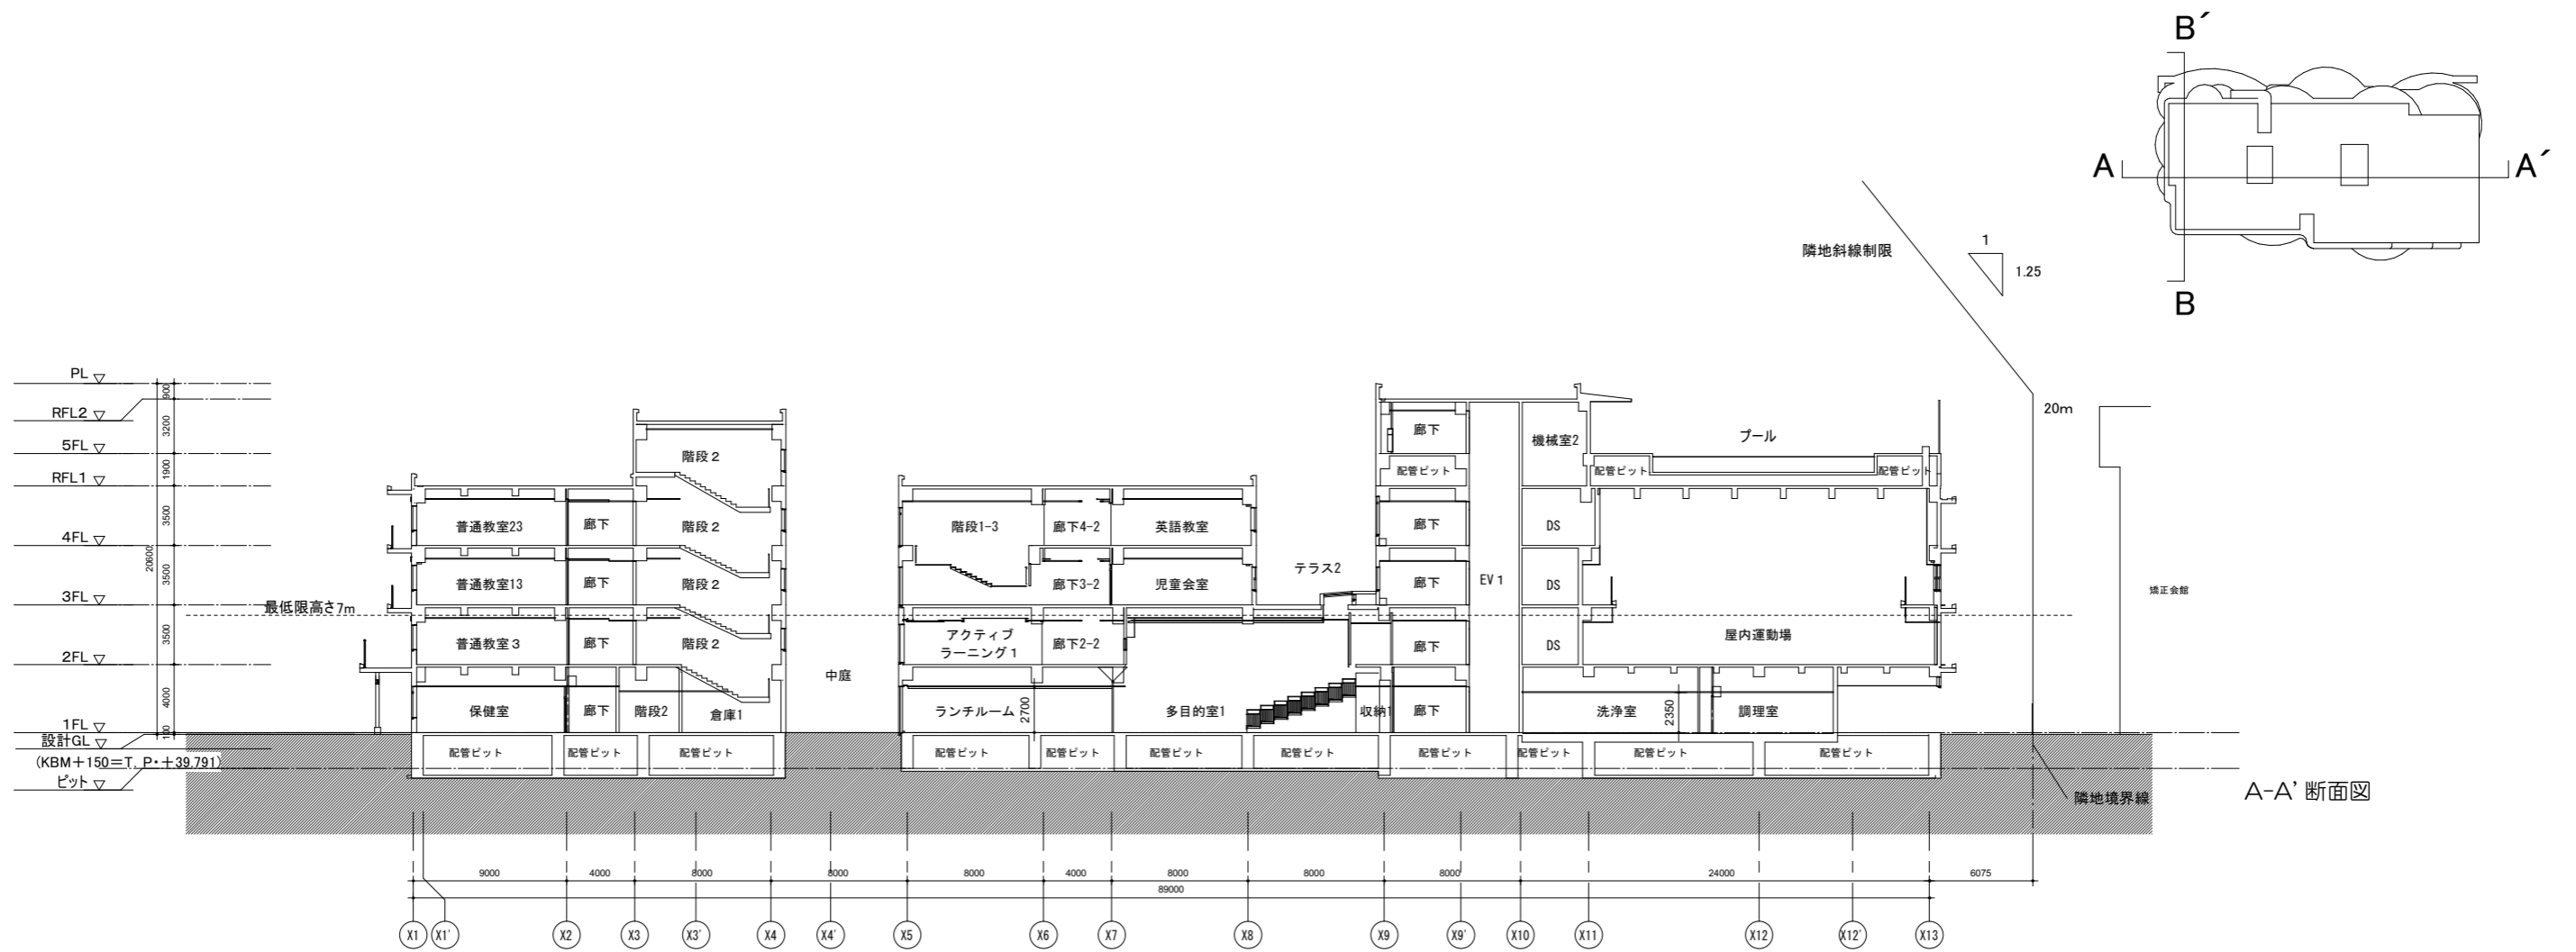 B´
A
A´
B
隣地斜線制限
1
1.25
20m
PL
RFL2
5FL
RFL1
4FL
3FL
2FL
1FL
設計GL
(KBM+150=T. P・+39.791)
ピット
900
3200
1900
3500
3500
3500
4000
100
20600
最低限高さ7m
階段2
廊下
機械室2
プール
配管ピット
配管ピット
配管ピット
普通教室23
廊下
階段2
階段1-3
廊下4-2
英語教室
廊下
DS
普通教室13
廊下
階段2
廊下3-2
児童会室
テラス2
廊下
EV1
DS
矯正会館
普通教室3
廊下
階段2
アクティブ
ラーニング1
廊下2-2
廊下
DS
屋内運動場
中庭
保健室
廊下
階段2
倉庫1
ランチルーム
2700
多目的室1
収納1
廊下
洗浄室
2350
調理室
配管ピット
配管ピット
配管ピット
配管ピット
配管ピット
配管ピット
配管ピット
配管ピット
配管ピット
配管ピット
配管ピット
隣地境界線
A-A' 断面図
9000
4000
8000
8000
8000
4000
8000
8000
8000
24000
6075
89000
X1
X1'
X2
X3
X3'
X4
X4'
X5
X6
X7
X8
X9
X9'
X10
X11
X12
X12'
X13